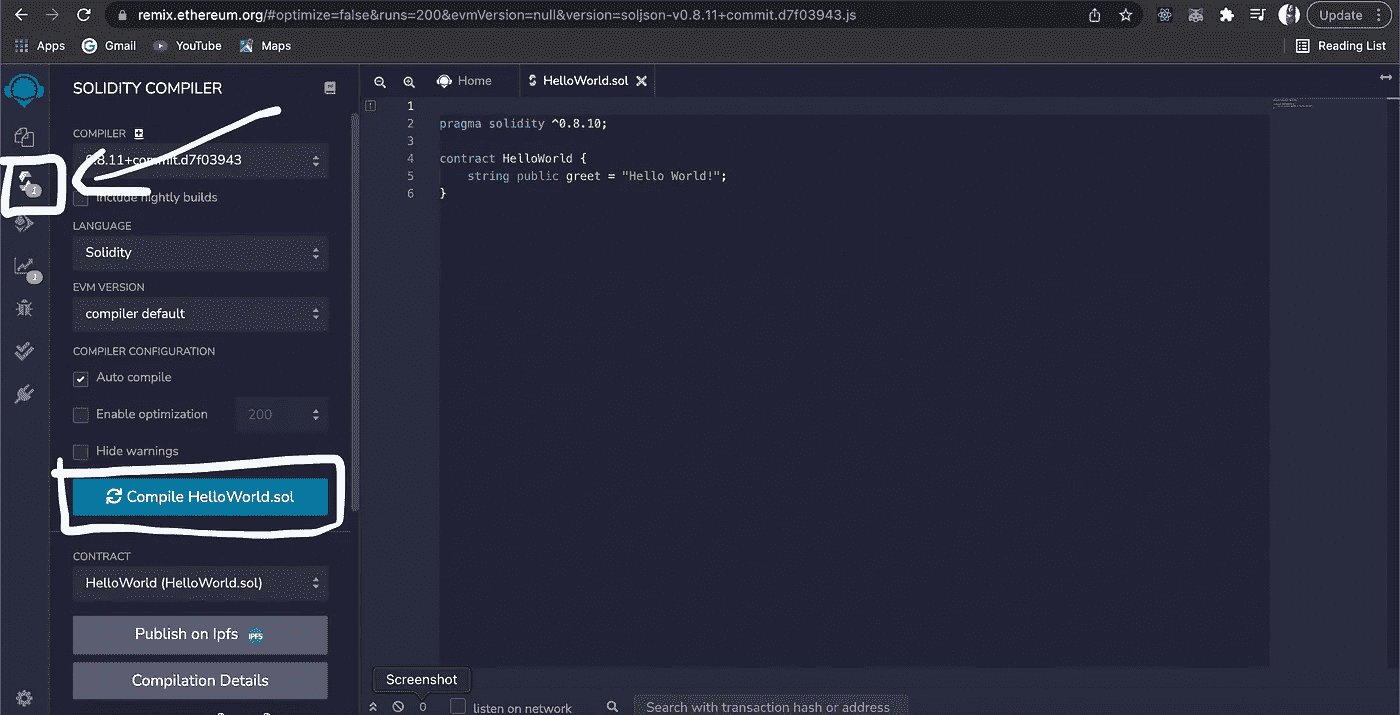 remix.ethereum.org/#optimize=false&runs=200&evmVersion=null&version=soljson-v0.8.11+commit.d7f03943.js
Update
Apps
Gmail
YouTube
Maps
Reading List
SOLIDITY COMPILER
Home
HelloWorld.sol
COMPILER
0.8.11+commit.d7f03943
Include nightly builds
LANGUAGE
Solidity
EVM VERSION
compiler default
COMPILER CONFIGURATION
Auto compile
Enable optimization
200
Hide warnings
Compile HelloWorld.sol
CONTRACT
HelloWorld (HelloWorld.sol)
Publish on Ipfs
IPFS
Compilation Details
1
1
1
2 pragma solidity ^0.8.10;
3
4 contract HelloWorld {
5 string public greet = "Hello World!";
6 }
Screenshot
0
listen on network
Search with transaction hash or address